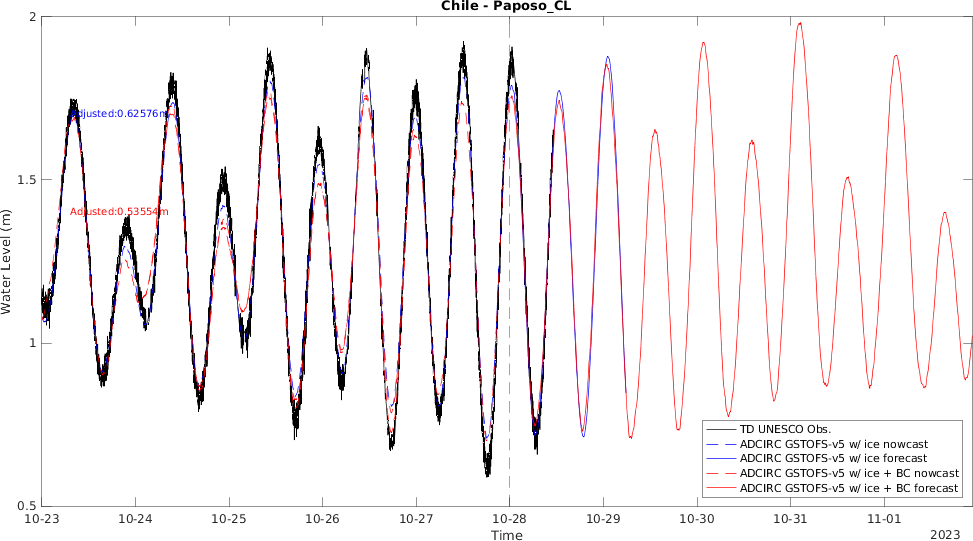 Chile - Paposo_CL
2
1.5
1
0.5
Water Level (m)
Adjusted:0.62576m
Adjusted:0.53554m
TD UNESCO Obs.
ADCIRC GSTOFS-v5 w/ ice nowcast
ADCIRC GSTOFS-v5 w/ ice forecast
ADCIRC GSTOFS-v5 w/ ice + BC nowcast
ADCIRC GSTOFS-v5 w/ ice + BC forecast
10-23 10-24 10-25 10-26 10-27 10-28 10-29 10-30 10-31 11-01
Time
2023